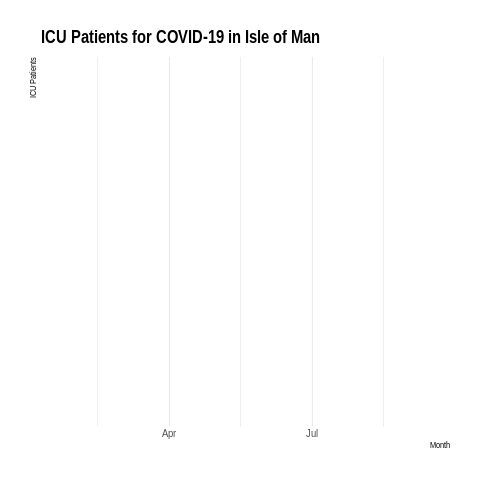 ICU Patients for COVID-19 in Isle of Man
ICU Patients
Apr
Jul
Month